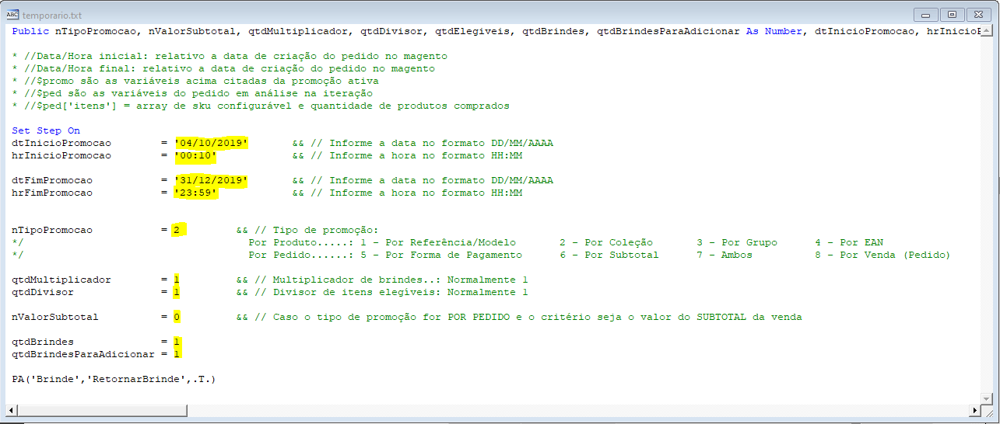 ABC temporario.txt
Public nTipoPromocao, nValorSubtotal, qtdMultiplicador, qtdDivisor, qtdElegiveis, qtdBrindes, qtdBrindesParaAdicionar As Number, dtInicioPromocao,
* //Data/Hora inicial: relativo a data de criação do pedido no magento
* //Data/Hora final: relativo a data de criação do pedido no magento
* //$promo são as variáveis acima citadas da promoção ativa
* //$ped são as variáveis do pedido em análise na iteração
* //$ped['itens'] = array de sku configurável e quantidade de produtos comprados
Set Step On
dtInicioPromocao = '04/10/2019' && // Informe a data no formato DD/MM/AAAA
hrInicioPromocao = '00:10' && // Informe a hora no formato HH:MM
dtFimPromocao = '31/12/2019' && // Informe a data no formato DD/MM/AAAA
hrFimPromocao = '23:59' && // Informe a hora no formato HH:MM
nTipoPromocao = 2 && // Tipo de promoção:
*/ Por Produto.....: 1 - Por Referência/Modelo 2 - Por Coleção 3 - Por Grupo 4 - Por EAN
*/ Por Pedido......: 5 - Por Forma de Pagamento 6 - Por Subtotal 7 - Ambos 8 - Por Venda (Pedido)
qtdMultiplicador = 1 && // Multiplicador de brindes..: Normalmente 1
qtdDivisor = 1 && // Divisor de itens elegíveis: Normalmente 1
nValorSubtotal = 0 && // Caso o tipo de promoção for POR PEDIDO e o critério seja o valor do SUBTOTAL da venda
qtdBrindes = 1
qtdBrindesParaAdicionar = 1
PA('Brinde','RetornarBrinde',.T.)